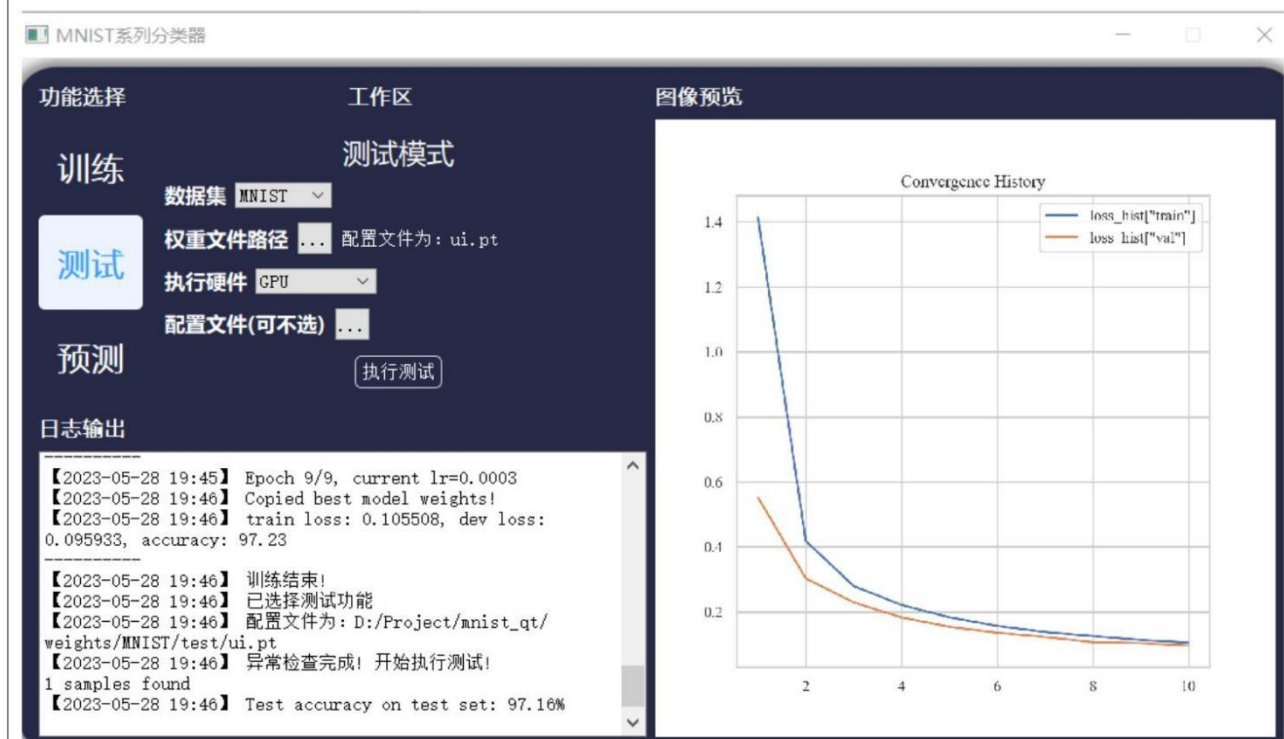 MNIST系列分类器
功能选择
工作区
图像预览
训练
测试
预测
测试模式
数据集 MNIST
权重文件路径 ... 配置文件为：ui.pt
执行硬件 GPU
配置文件(可不选) ...
执行测试
日志输出
----------
【2023-05-28 19:45】 Epoch 9/9, current lr=0.0003
【2023-05-28 19:46】 Copied best model weights!
【2023-05-28 19:46】 train loss: 0.105508, dev loss:
0.095933, accuracy: 97.23
----------
【2023-05-28 19:46】 训练结束!
【2023-05-28 19:46】 已选择测试功能
【2023-05-28 19:46】 配置文件为：D:/Project/mnist_qt/
weights/MNIST/test/ui.pt
【2023-05-28 19:46】 异常检查完成! 开始执行测试!
1 samples found
【2023-05-28 19:46】 Test accuracy on test set: 97.16%
Convergence History
loss_hist["train"]
loss_hist["val"]
1.4
1.2
1.0
0.8
0.6
0.4
0.2
2 4 6 8 10